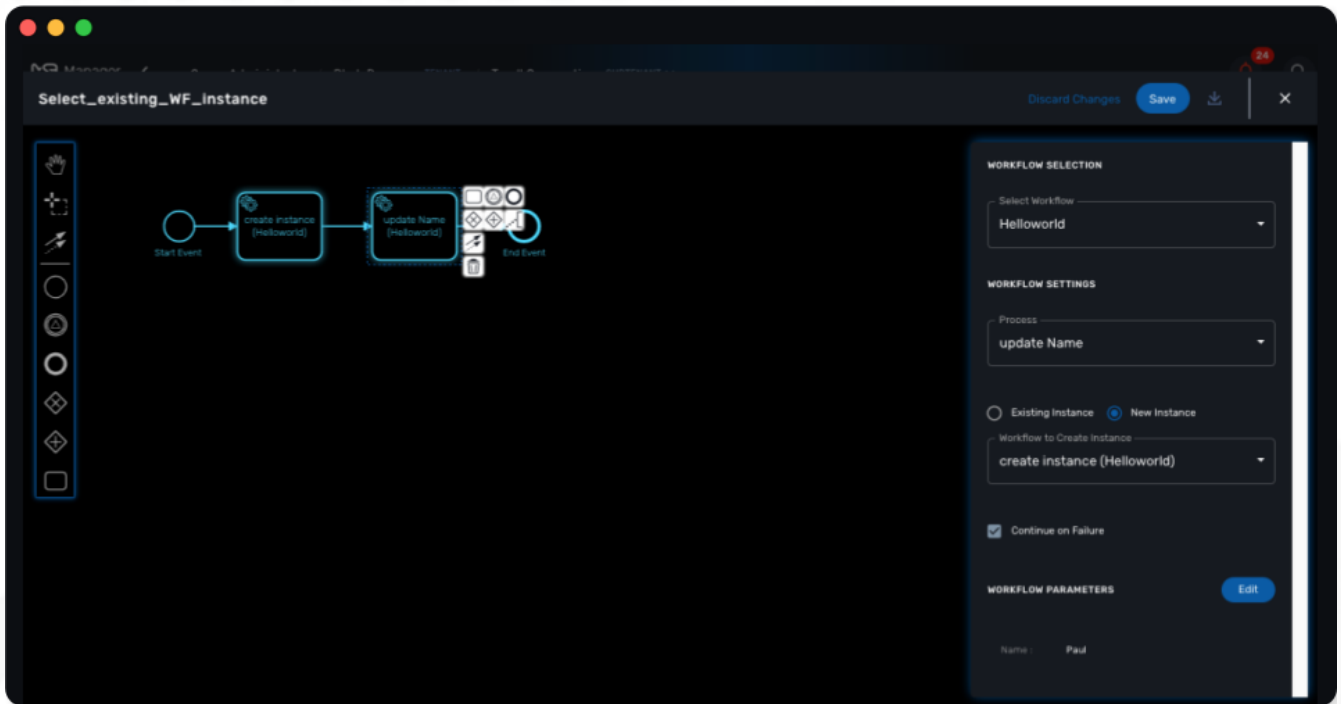 24
Manager
Select_existing_WF_instance
Discard Changes
Save
create instance
(Helloworld)
update Name
(Helloworld)
Start Event
End Event
WORKFLOW SELECTION
Select Workflow
Helloworld
WORKFLOW SETTINGS
Process
update Name
Existing Instance
New Instance
Workflow to Create Instance
create instance (Helloworld)
Continue on Failure
WORKFLOW PARAMETERS
Edit
Name :
Paul